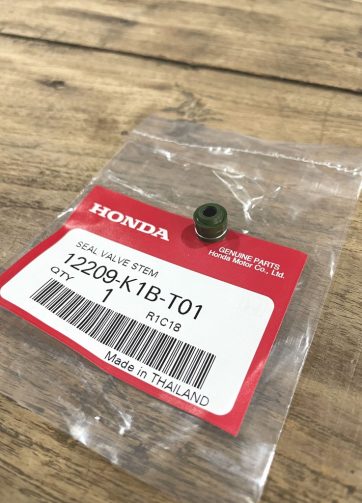 HONDA
GENUINE PARTS
Honda Motor Co., Ltd.
SEAL VALVE STEM
12209-K1B-T01
QTY 1 R1C18
Made in THAILAND